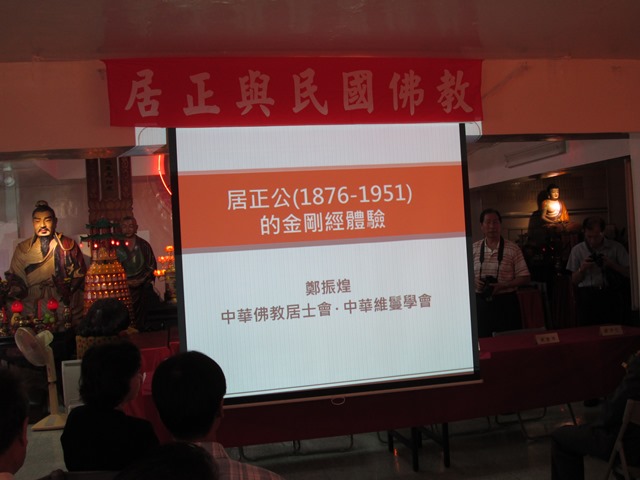 居正與民國佛教
居正公(1876-1951)
的金剛經體驗
鄭振煌
中華佛教居士會．中華維鬘學會